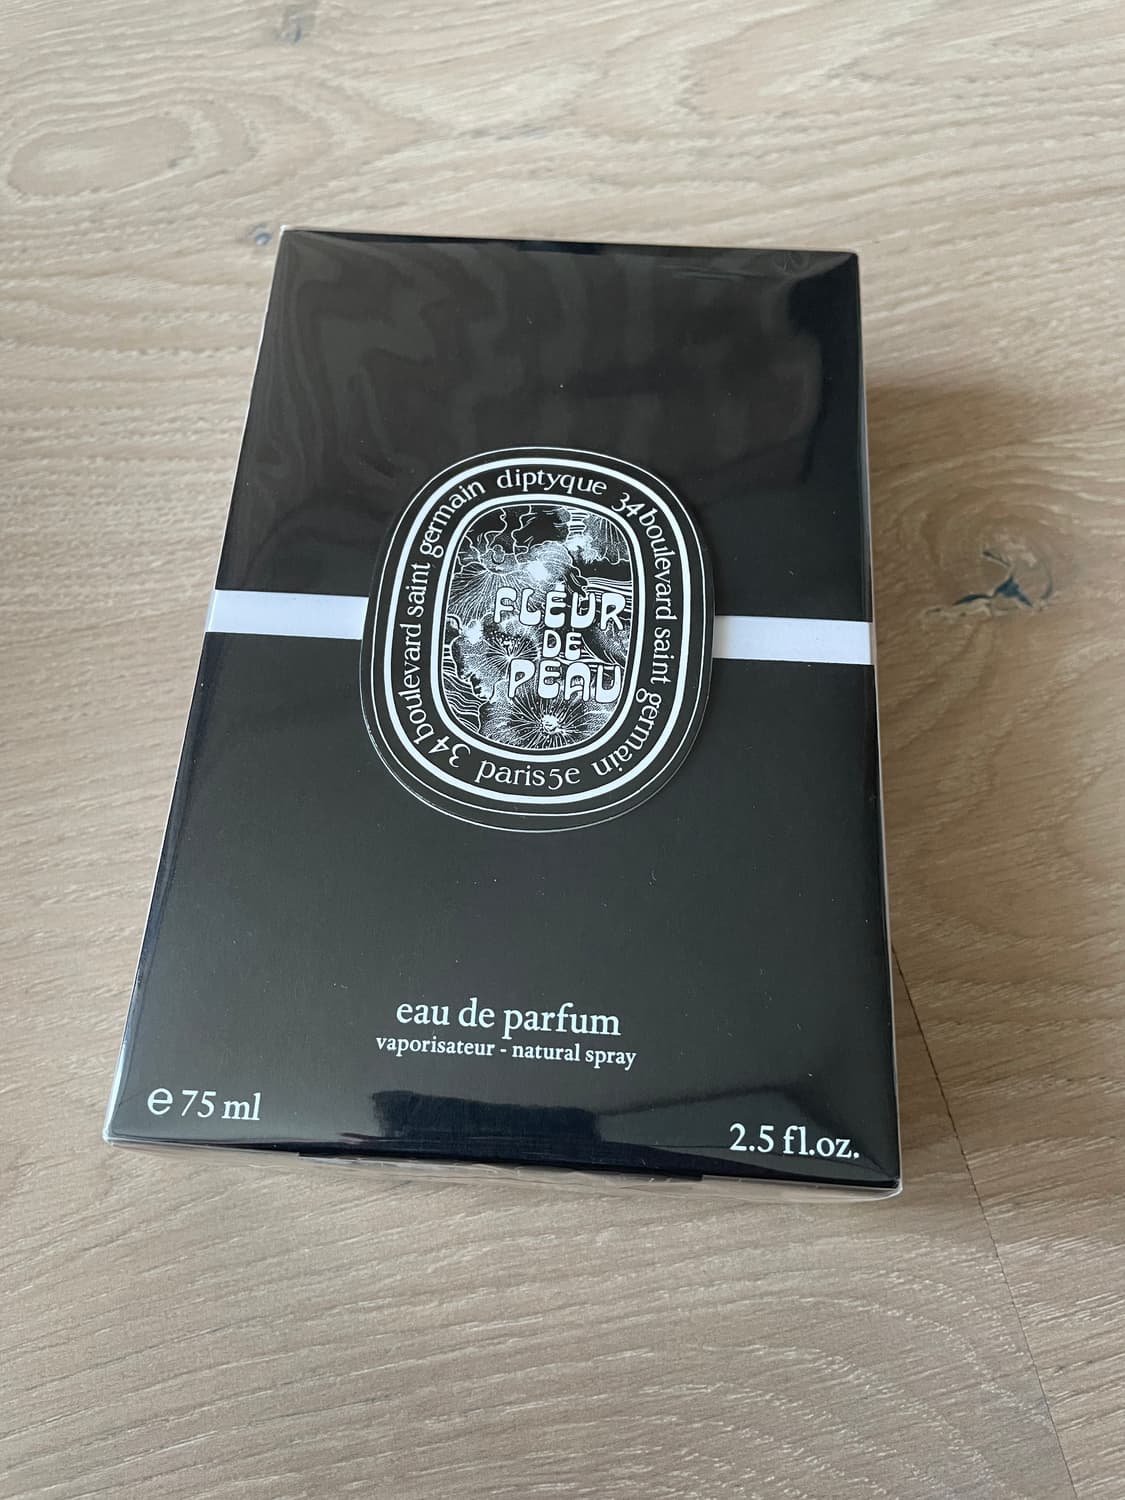 diptyque 34 boulevard saint germain paris 5e 34 boulevard saint germain
FLEUR
DE
PEAU
eau de parfum
vaporisateur - natural spray
e 75 ml
2.5 fl.oz.